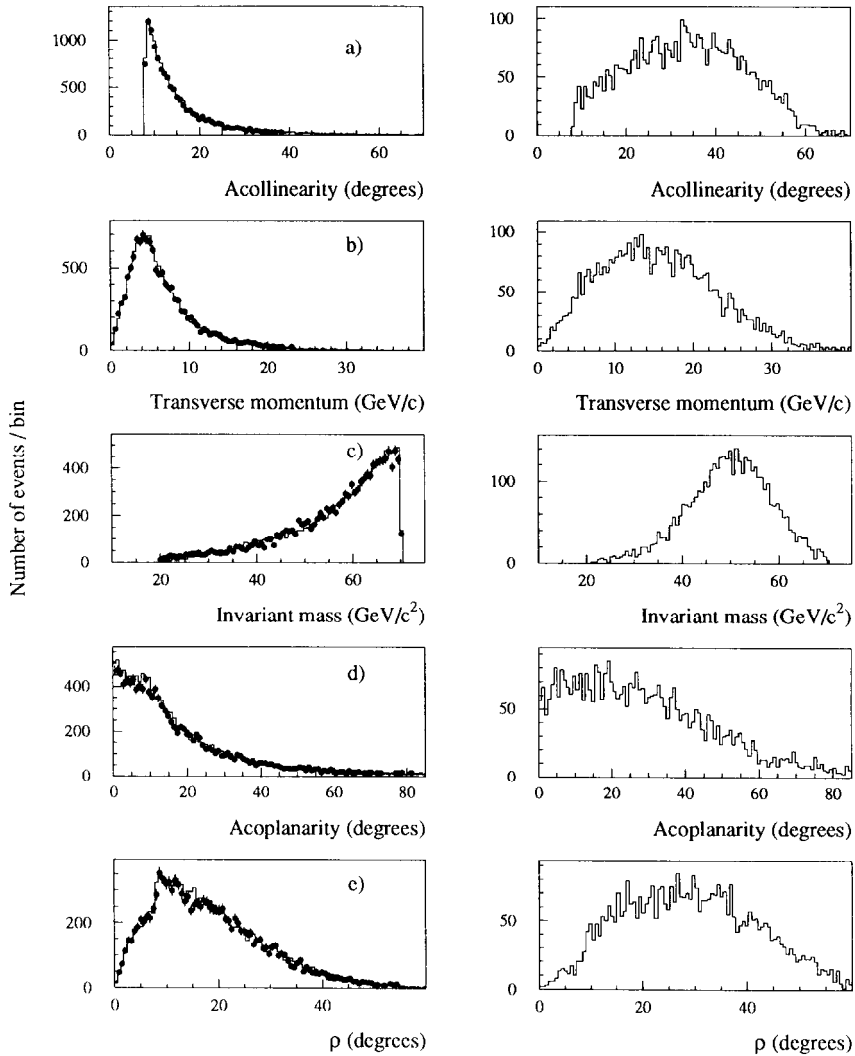 Number of events / bin
a)
1000
500
0
0 20 40 60
Acollinearity (degrees)
100
50
0
0 20 40 60
Acollinearity (degrees)
b)
500
0
0 10 20 30
Transverse momentum (GeV/c)
100
50
0
0 10 20 30
Transverse momentum (GeV/c)
c)
400
200
0
20 40 60
Invariant mass (GeV/c²)
100
0
20 40 60
Invariant mass (GeV/c²)
d)
400
200
0
0 20 40 60 80
Acoplanarity (degrees)
50
0
0 20 40 60 80
Acoplanarity (degrees)
e)
200
0
0 20 40
ρ (degrees)
50
0
0 20 40
ρ (degrees)